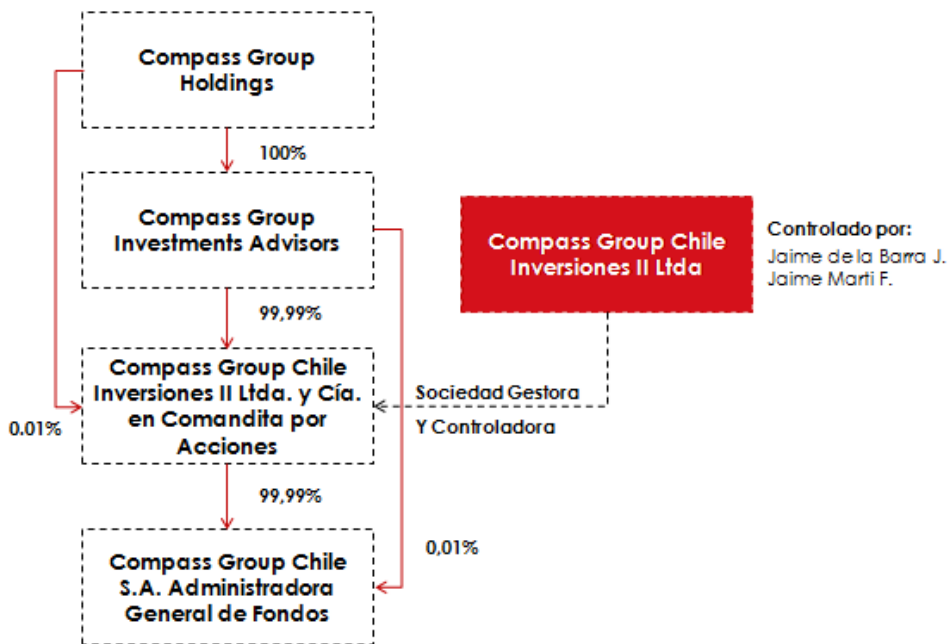 Compass Group
Holdings
100%
Compass Group
Investments Advisors
Compass Group Chile
Inversiones II Ltda
Controlado por:
Jaime de la Barra J.
Jaime Marti F.
99,99%
Compass Group Chile
Inversiones II Ltda. y Cía.
en Comandita por
Acciones
Sociedad Gestora
Y Controladora
0.01%
99,99%
0,01%
Compass Group Chile
S.A. Administradora
General de Fondos